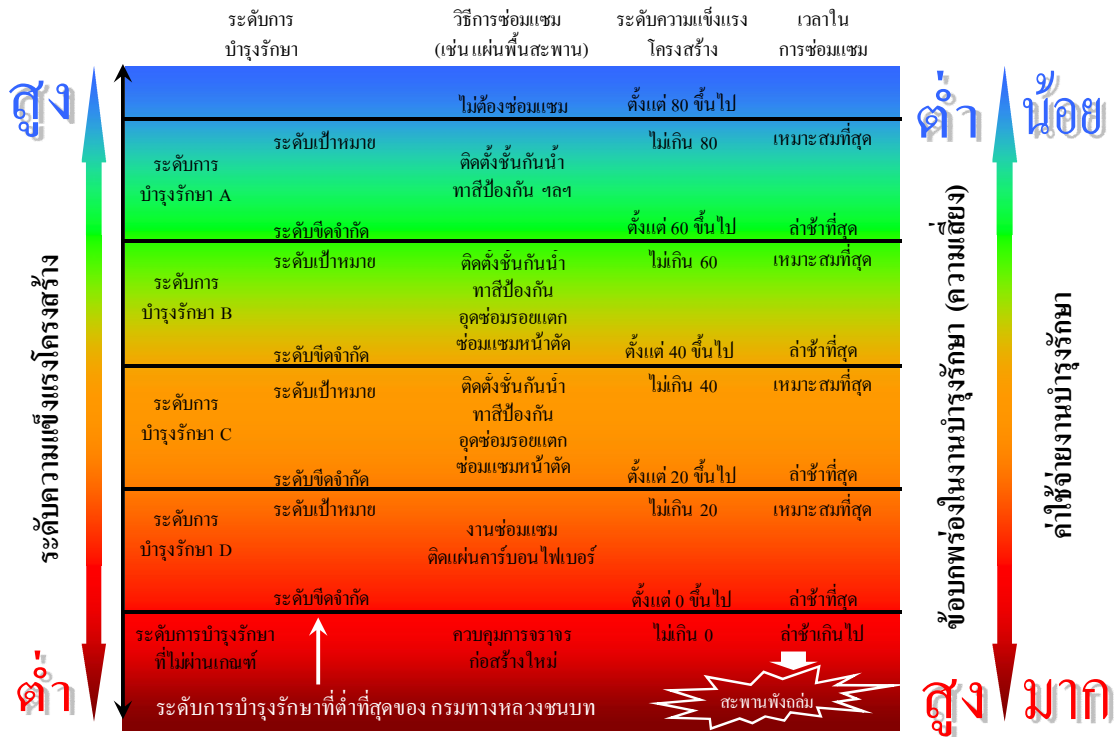 ระดับการ
บำรุงรักษา
วิธีการซ่อมแซม
(เช่น แผ่นพื้นสะพาน)
ระดับความแข็งแรง
โครงสร้าง
เวลาใน
การซ่อมแซม
สูง
ต่ำ
น้อย
ไม่ต้องซ่อมแซม
ตั้งแต่ 80 ขึ้นไป
ระดับการ
บำรุงรักษา A
ระดับเป้าหมาย
ติดตั้งชั้นกันน้ำ
ทาสีป้องกัน ฯลฯ
ไม่เกิน 80
เหมาะสมที่สุด
ระดับขีดจำกัด
ตั้งแต่ 60 ขึ้นไป
ล่าช้าที่สุด
ระดับการ
บำรุงรักษา B
ระดับเป้าหมาย
ติดตั้งชั้นกันน้ำ
ทาสีป้องกัน
อุดซ่อมรอยแตก
ซ่อมแซมหน้าตัด
ไม่เกิน 60
เหมาะสมที่สุด
ระดับขีดจำกัด
ตั้งแต่ 40 ขึ้นไป
ล่าช้าที่สุด
ระดับการ
บำรุงรักษา C
ระดับเป้าหมาย
ติดตั้งชั้นกันน้ำ
ทาสีป้องกัน
อุดซ่อมรอยแตก
ซ่อมแซมหน้าตัด
ไม่เกิน 40
เหมาะสมที่สุด
ระดับขีดจำกัด
ตั้งแต่ 20 ขึ้นไป
ล่าช้าที่สุด
ระดับการ
บำรุงรักษา D
ระดับเป้าหมาย
งานซ่อมแซม
ติดแผ่นคาร์บอนไฟเบอร์
ไม่เกิน 20
เหมาะสมที่สุด
ระดับขีดจำกัด
ตั้งแต่ 0 ขึ้นไป
ล่าช้าที่สุด
ระดับการบำรุงรักษา
ที่ไม่ผ่านเกณฑ์
ควบคุมการจราจร
ก่อสร้างใหม่
ไม่เกิน 0
ล่าช้าเกินไป
สะพานพังถล่ม
ระดับการบำรุงรักษาที่ต่ำที่สุดของ กรมทางหลวงชนบท
ระดับความแข็งแรงโครงสร้าง
ข้อบกพร่องในงานบำรุงรักษา (ความเสี่ยง)
ค่าใช้จ่ายงานบำรุงรักษา
ต่ำ
สูง
มาก